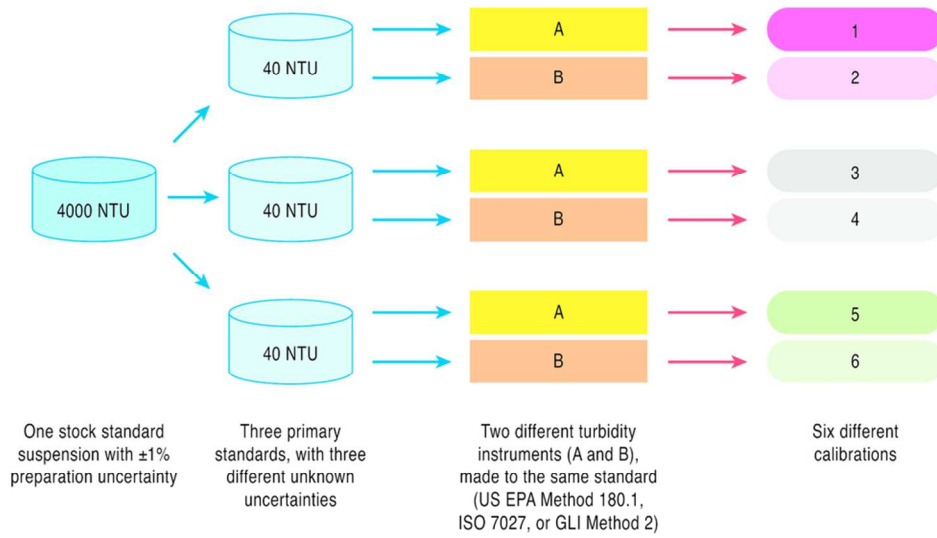 40 NTU
A
1
B
2
4000 NTU
40 NTU
A
3
B
4
40 NTU
A
5
B
6
One stock standard
suspension with ±1%
preparation uncertainty
Three primary
standards, with three
different unknown
uncertainties
Two different turbidity
instruments (A and B),
made to the same standard
(US EPA Method 180.1,
ISO 7027, or GLI Method 2)
Six different
calibrations